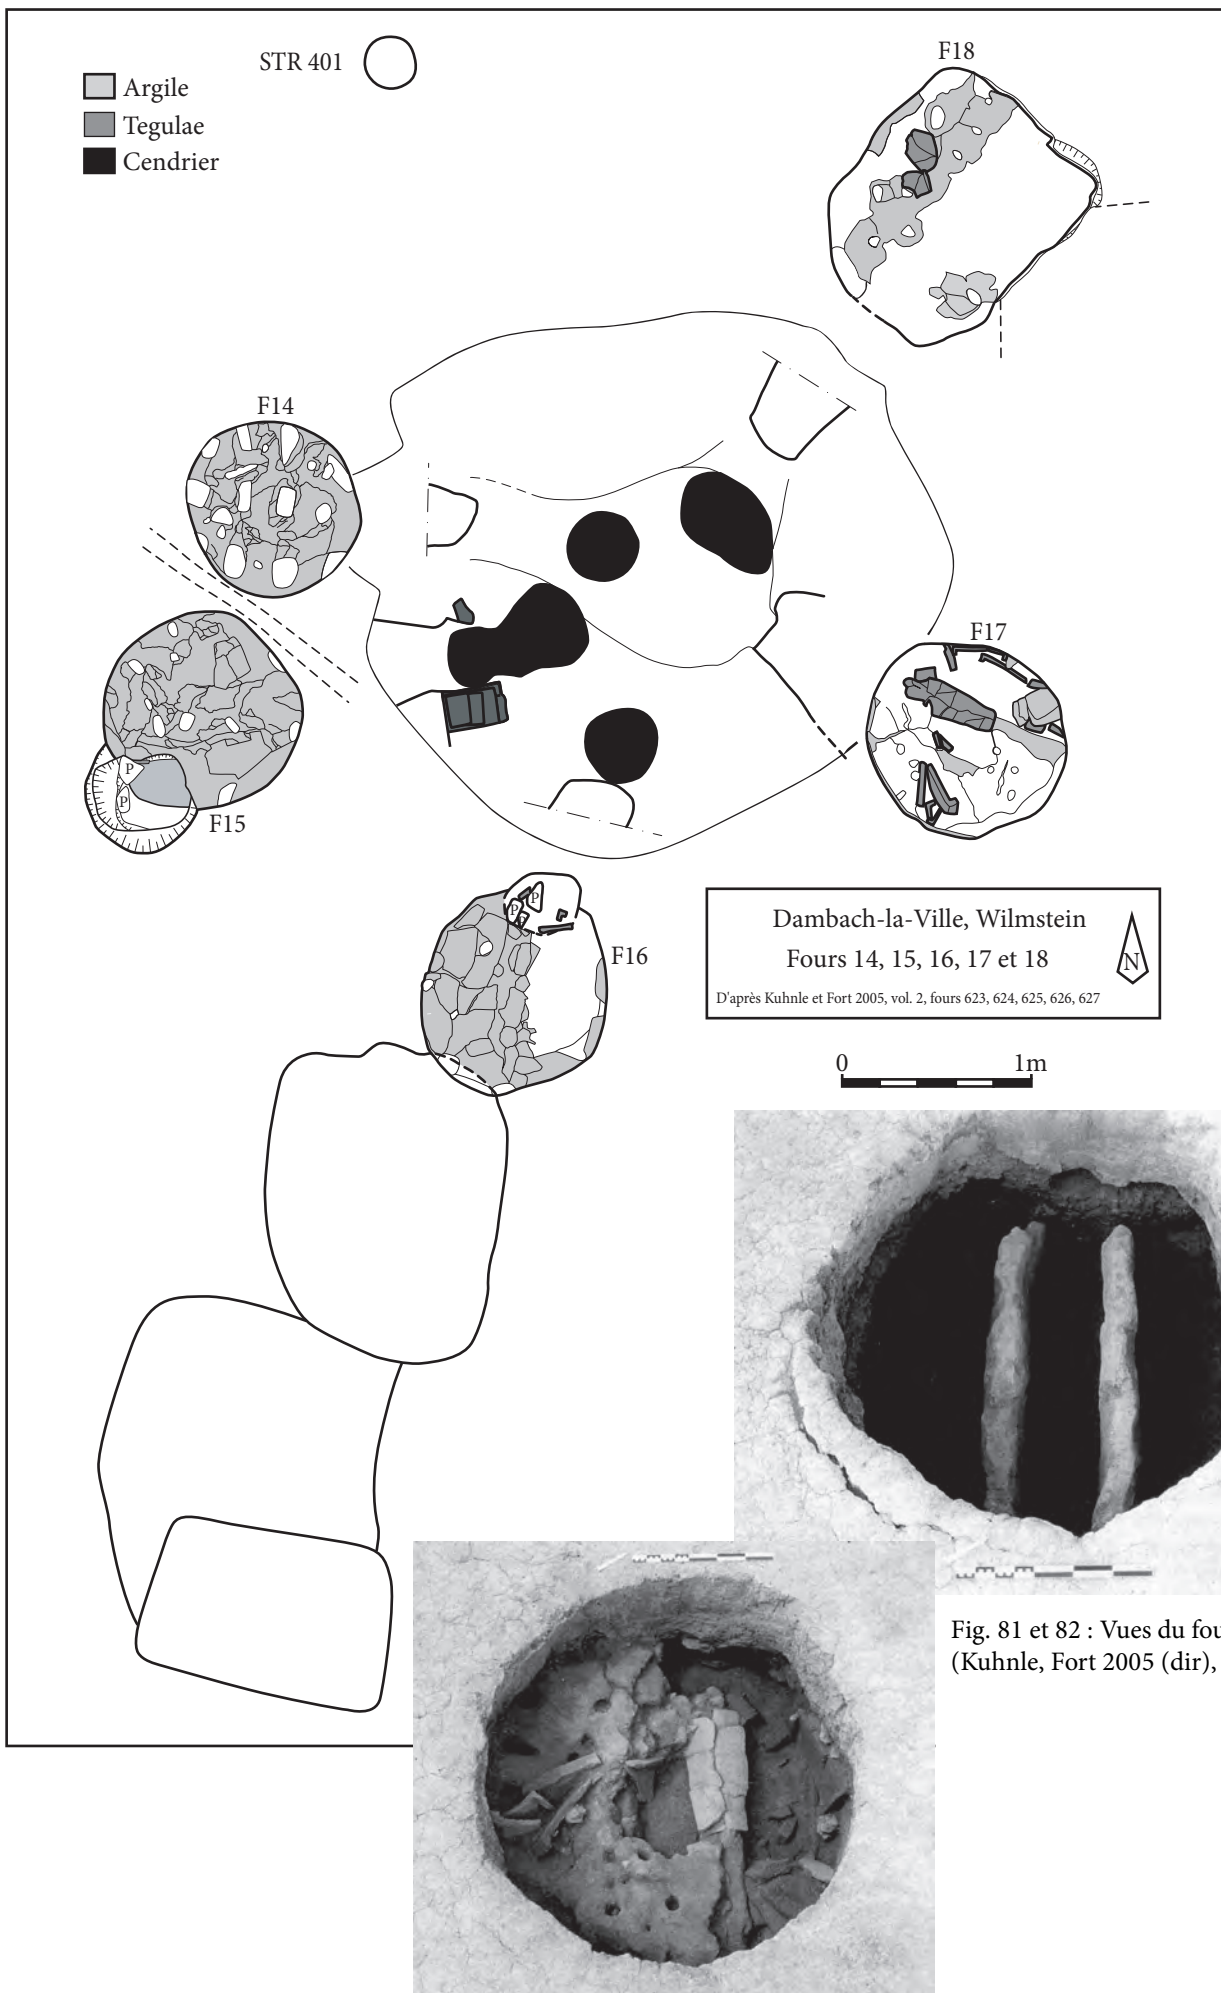 STR 401
Argile
Tegulae
Cendrier
F18
F14
F17
P
P
F15
P
P
P
F16
Dambach-la-Ville, Wilmstein
Fours 14, 15, 16, 17 et 18
N
D'après Kuhnle et Fort 2005, vol. 2, fours 623, 624, 625, 626, 627
0 1m
Fig. 81 et 82 : Vues du fou
(Kuhnle, Fort 2005 (dir),